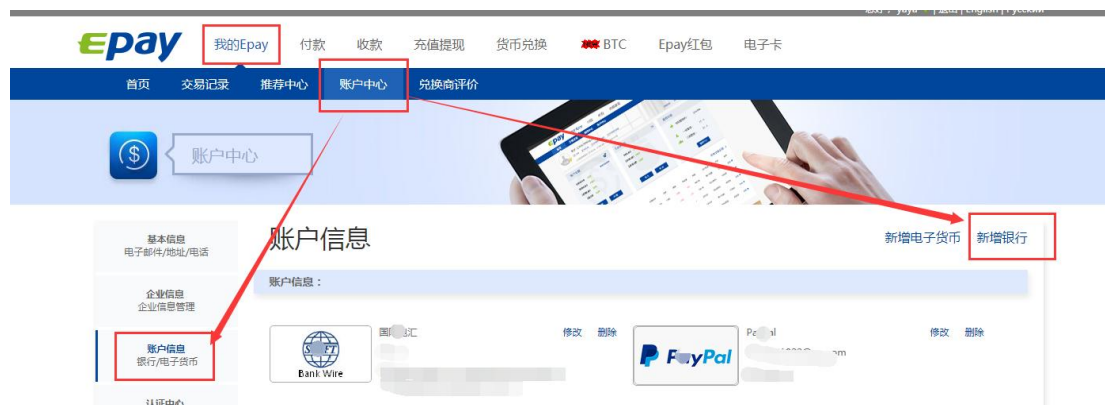 English
Epay 我的Epay 付款 收款 充值提现 货币兑换 BTC Epay红包 电子卡
首页 交易记录 推荐中心 账户中心 兑换商评价
账户中心
基本信息
电子邮件/地址/电话
账户信息 新增电子货币 新增银行
企业信息
企业信息管理
账户信息：
账户信息
银行/电子货币
修改 删除
Bank Wire
修改 删除
认证中心